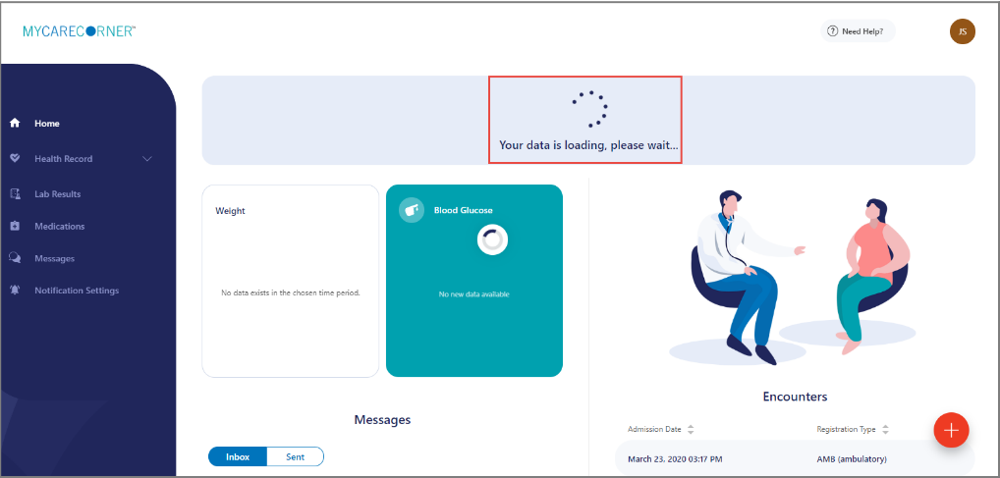 MYCARECORNER™
Need Help?
JS
Home
Health Record
Lab Results
Medications
Messages
Notification Settings
Your data is loading, please wait...
Weight
No data exists in the chosen time period.
Blood Glucose
No new data available
Messages
Inbox
Sent
Encounters
Admission Date
Registration Type
March 23, 2020 03:17 PM
AMB (ambulatory)